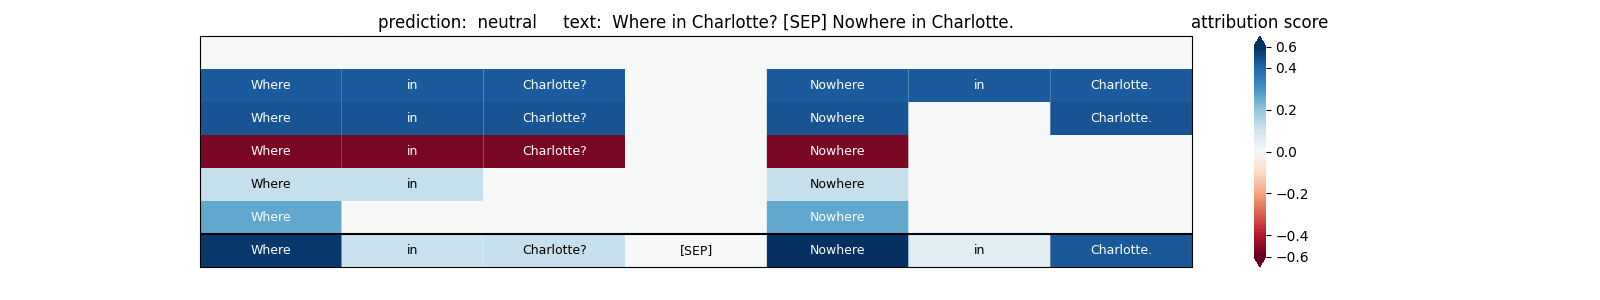 prediction: neutral text: Where in Charlotte? [SEP] Nowhere in Charlotte. attribution score
Where in Charlotte? Nowhere in Charlotte.
Where in Charlotte? Nowhere Charlotte.
Where in Charlotte? Nowhere
Where in Nowhere
Where Nowhere
Where in Charlotte? [SEP] Nowhere in Charlotte.
0.6
0.4
0.2
0.0
−0.2
−0.4
−0.6